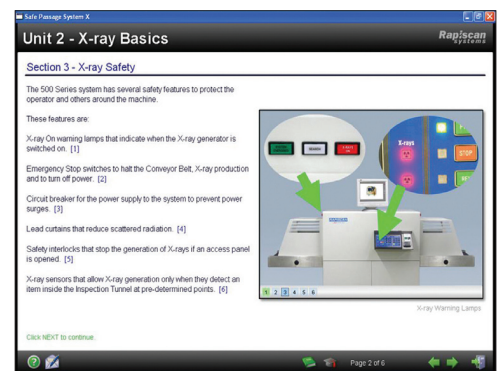 Safe Passage System X
Unit 2 - X-ray Basics
Rapiscan
systems
Section 3 - X-ray Safety
The 500 Series system has several safety features to protect the
operator and others around the machine.
These features are:
X-ray On warning lamps that indicate when the X-ray generator is
switched on. [1]
Emergency Stop switches to halt the Conveyor Belt, X-ray production
and to turn off power. [2]
Circuit breaker for the power supply to the system to prevent power
surges. [3]
Lead curtains that reduce scattered radiation. [4]
Safety interlocks that stop the generation of X-rays if an access panel
is opened. [5]
X-ray sensors that allow X-ray generation only when they detect an
item inside the Inspection Tunnel at pre-determined points. [6]
X-rays
STOP
1 2 3 4 5 6
X-ray Warning Lamps
Click NEXT to continue.
Page 2 of 6